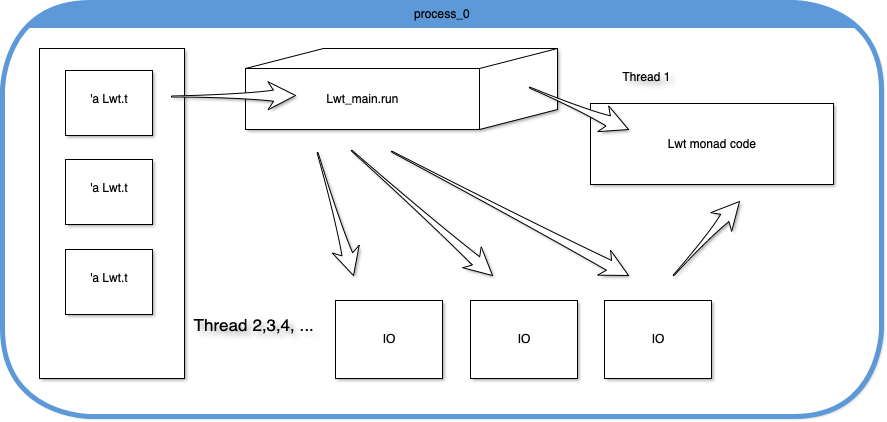 process_0
'a Lwt.t
Lwt_main.run
Thread 1
Lwt monad code
'a Lwt.t
'a Lwt.t
Thread 2,3,4, ...
IO
IO
IO